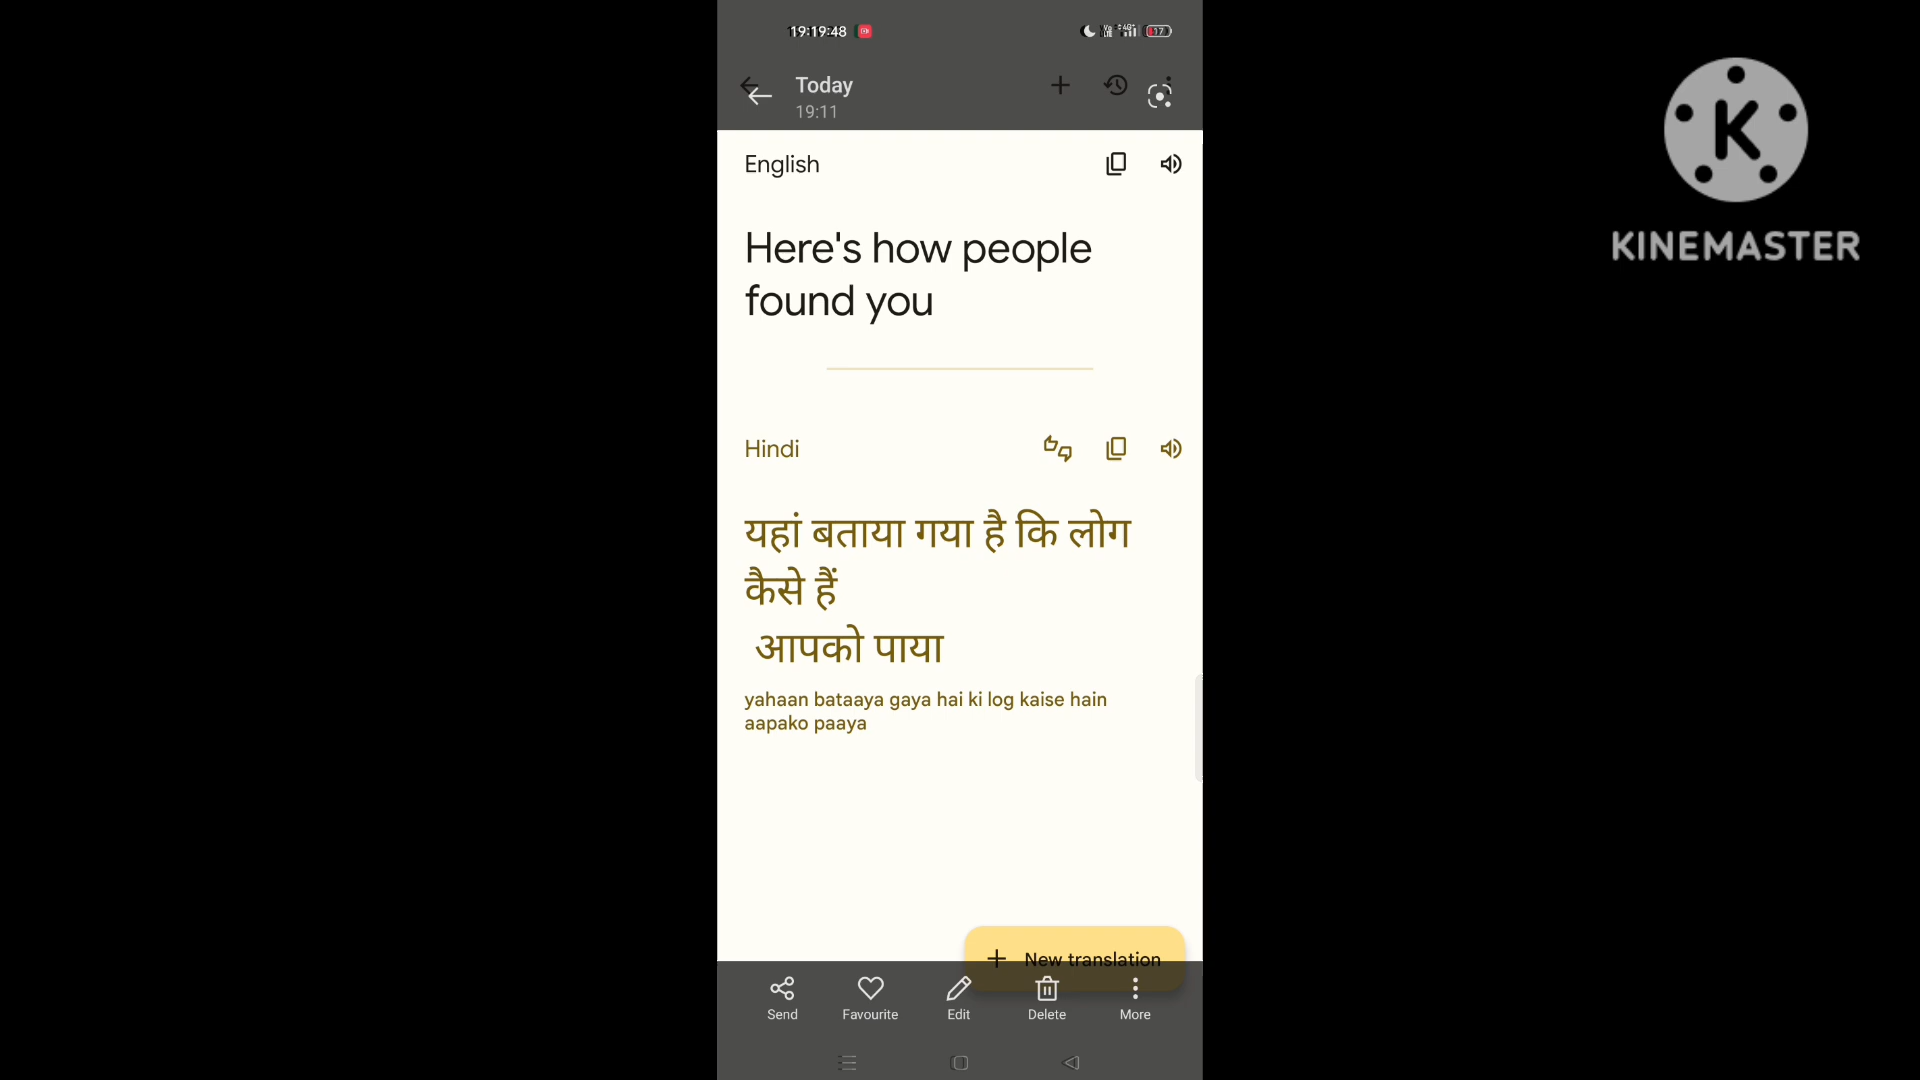 19:19:48 17
Today
19:11
English
Here's how people
found you
Hindi
यहां बताया गया है कि लोग
कैसे हैं
आपको पाया
yahaan bataaya gaya hai ki log kaise hain
aapako paaya
New translation
Send Favourite Edit Delete More
K
KINEMASTER